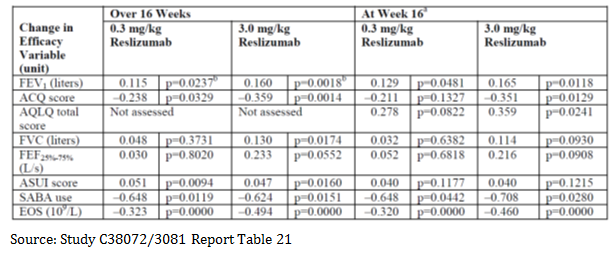 Change in Efficacy Variable (unit) | Over 16 Weeks | At Week 16ᵃ
0.3 mg/kg Reslizumab | 3.0 mg/kg Reslizumab | 0.3 mg/kg Reslizumab | 3.0 mg/kg Reslizumab
FEV₁ (liters) | 0.115 | p=0.0237ᵇ | 0.160 | p=0.0018ᵇ | 0.129 | p=0.0481 | 0.165 | p=0.0118
ACQ score | -0.238 | p=0.0329 | -0.359 | p=0.0014 | -0.211 | p=0.1327 | -0.351 | p=0.0129
AQLQ total score | Not assessed | Not assessed | 0.278 | p=0.0822 | 0.359 | p=0.0241
FVC (liters) | 0.048 | p=0.3731 | 0.130 | p=0.0174 | 0.032 | p=0.6382 | 0.114 | p=0.0930
FEF₂₅%₋₇₅% (L/s) | 0.030 | p=0.8020 | 0.233 | p=0.0552 | 0.052 | p=0.6818 | 0.216 | p=0.0908
ASUI score | 0.051 | p=0.0094 | 0.047 | p=0.0160 | 0.040 | p=0.1177 | 0.040 | p=0.1215
SABA use | -0.648 | p=0.0119 | -0.624 | p=0.0151 | -0.648 | p=0.0442 | -0.708 | p=0.0280
EOS (10⁹/L) | -0.323 | p=0.0000 | -0.494 | p=0.0000 | -0.320 | p=0.0000 | -0.460 | p=0.0000
Source: Study C38072/3081 Report Table 21